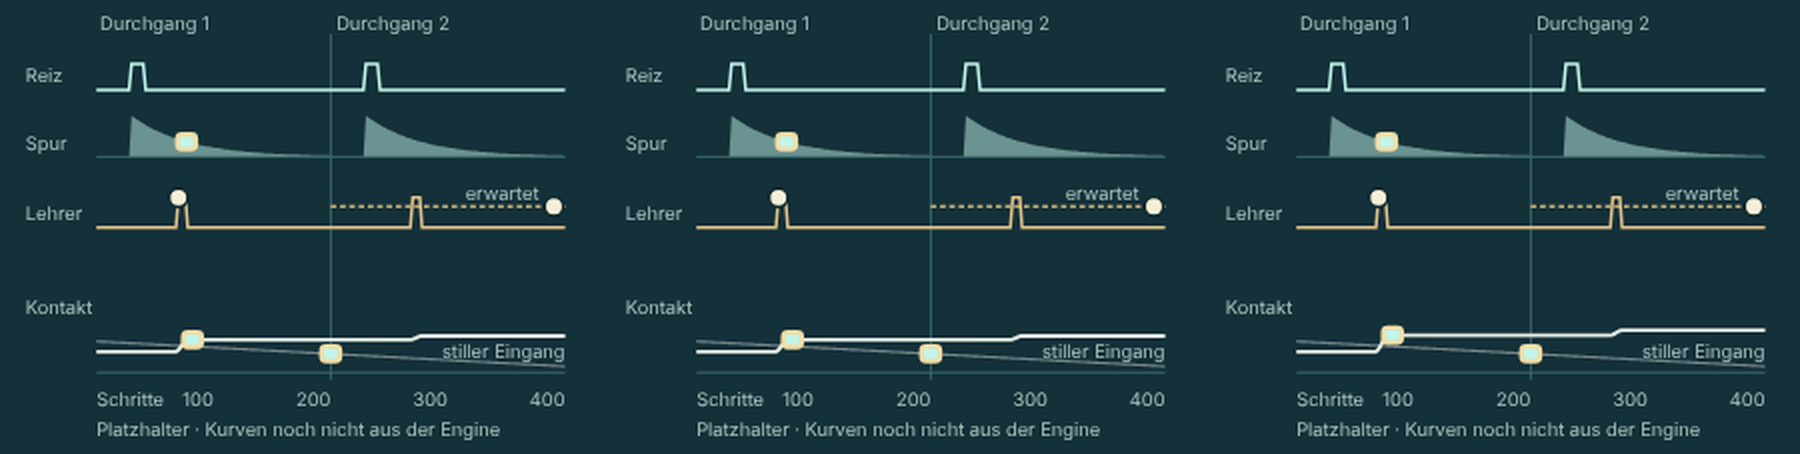 Durchgang 1 Durchgang 2
Reiz
Spur
erwartet
Lehrer
Kontakt
stiller Eingang
Schritte 100 200 300 400
Platzhalter · Kurven noch nicht aus der Engine
Durchgang 1 Durchgang 2
Reiz
Spur
erwartet
Lehrer
Kontakt
stiller Eingang
Schritte 100 200 300 400
Platzhalter · Kurven noch nicht aus der Engine
Durchgang 1 Durchgang 2
Reiz
Spur
erwartet
Lehrer
Kontakt
stiller Eingang
Schritte 100 200 300 400
Platzhalter · Kurven noch nicht aus der Engine